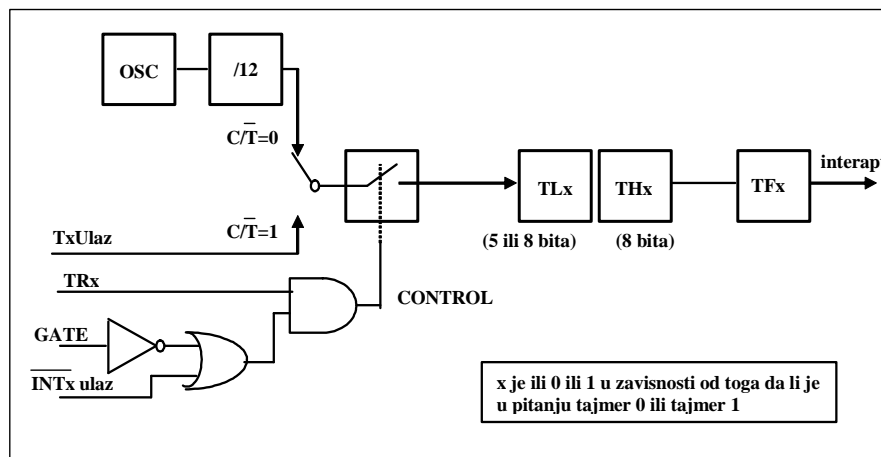 OSC
/12
C/T̅=0
interapt
TLx
THx
TFx
C/T̅=1
TxUlaz
(5 ili 8 bita)
(8 bita)
TRx
CONTROL
GATE
I̅N̅T̅x ulaz
x je ili 0 ili 1 u zavisnosti od toga da li je
u pitanju tajmer 0 ili tajmer 1